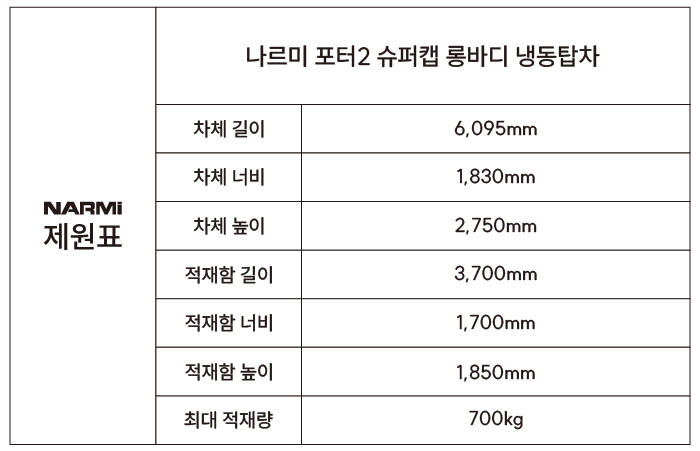 나르미 포터2 슈퍼캡 롱바디 냉동탑차
NARMi
제원표
차체 길이 6,095mm
차체 너비 1,830mm
차체 높이 2,750mm
적재함 길이 3,700mm
적재함 너비 1,700mm
적재함 높이 1,850mm
최대 적재량 700kg